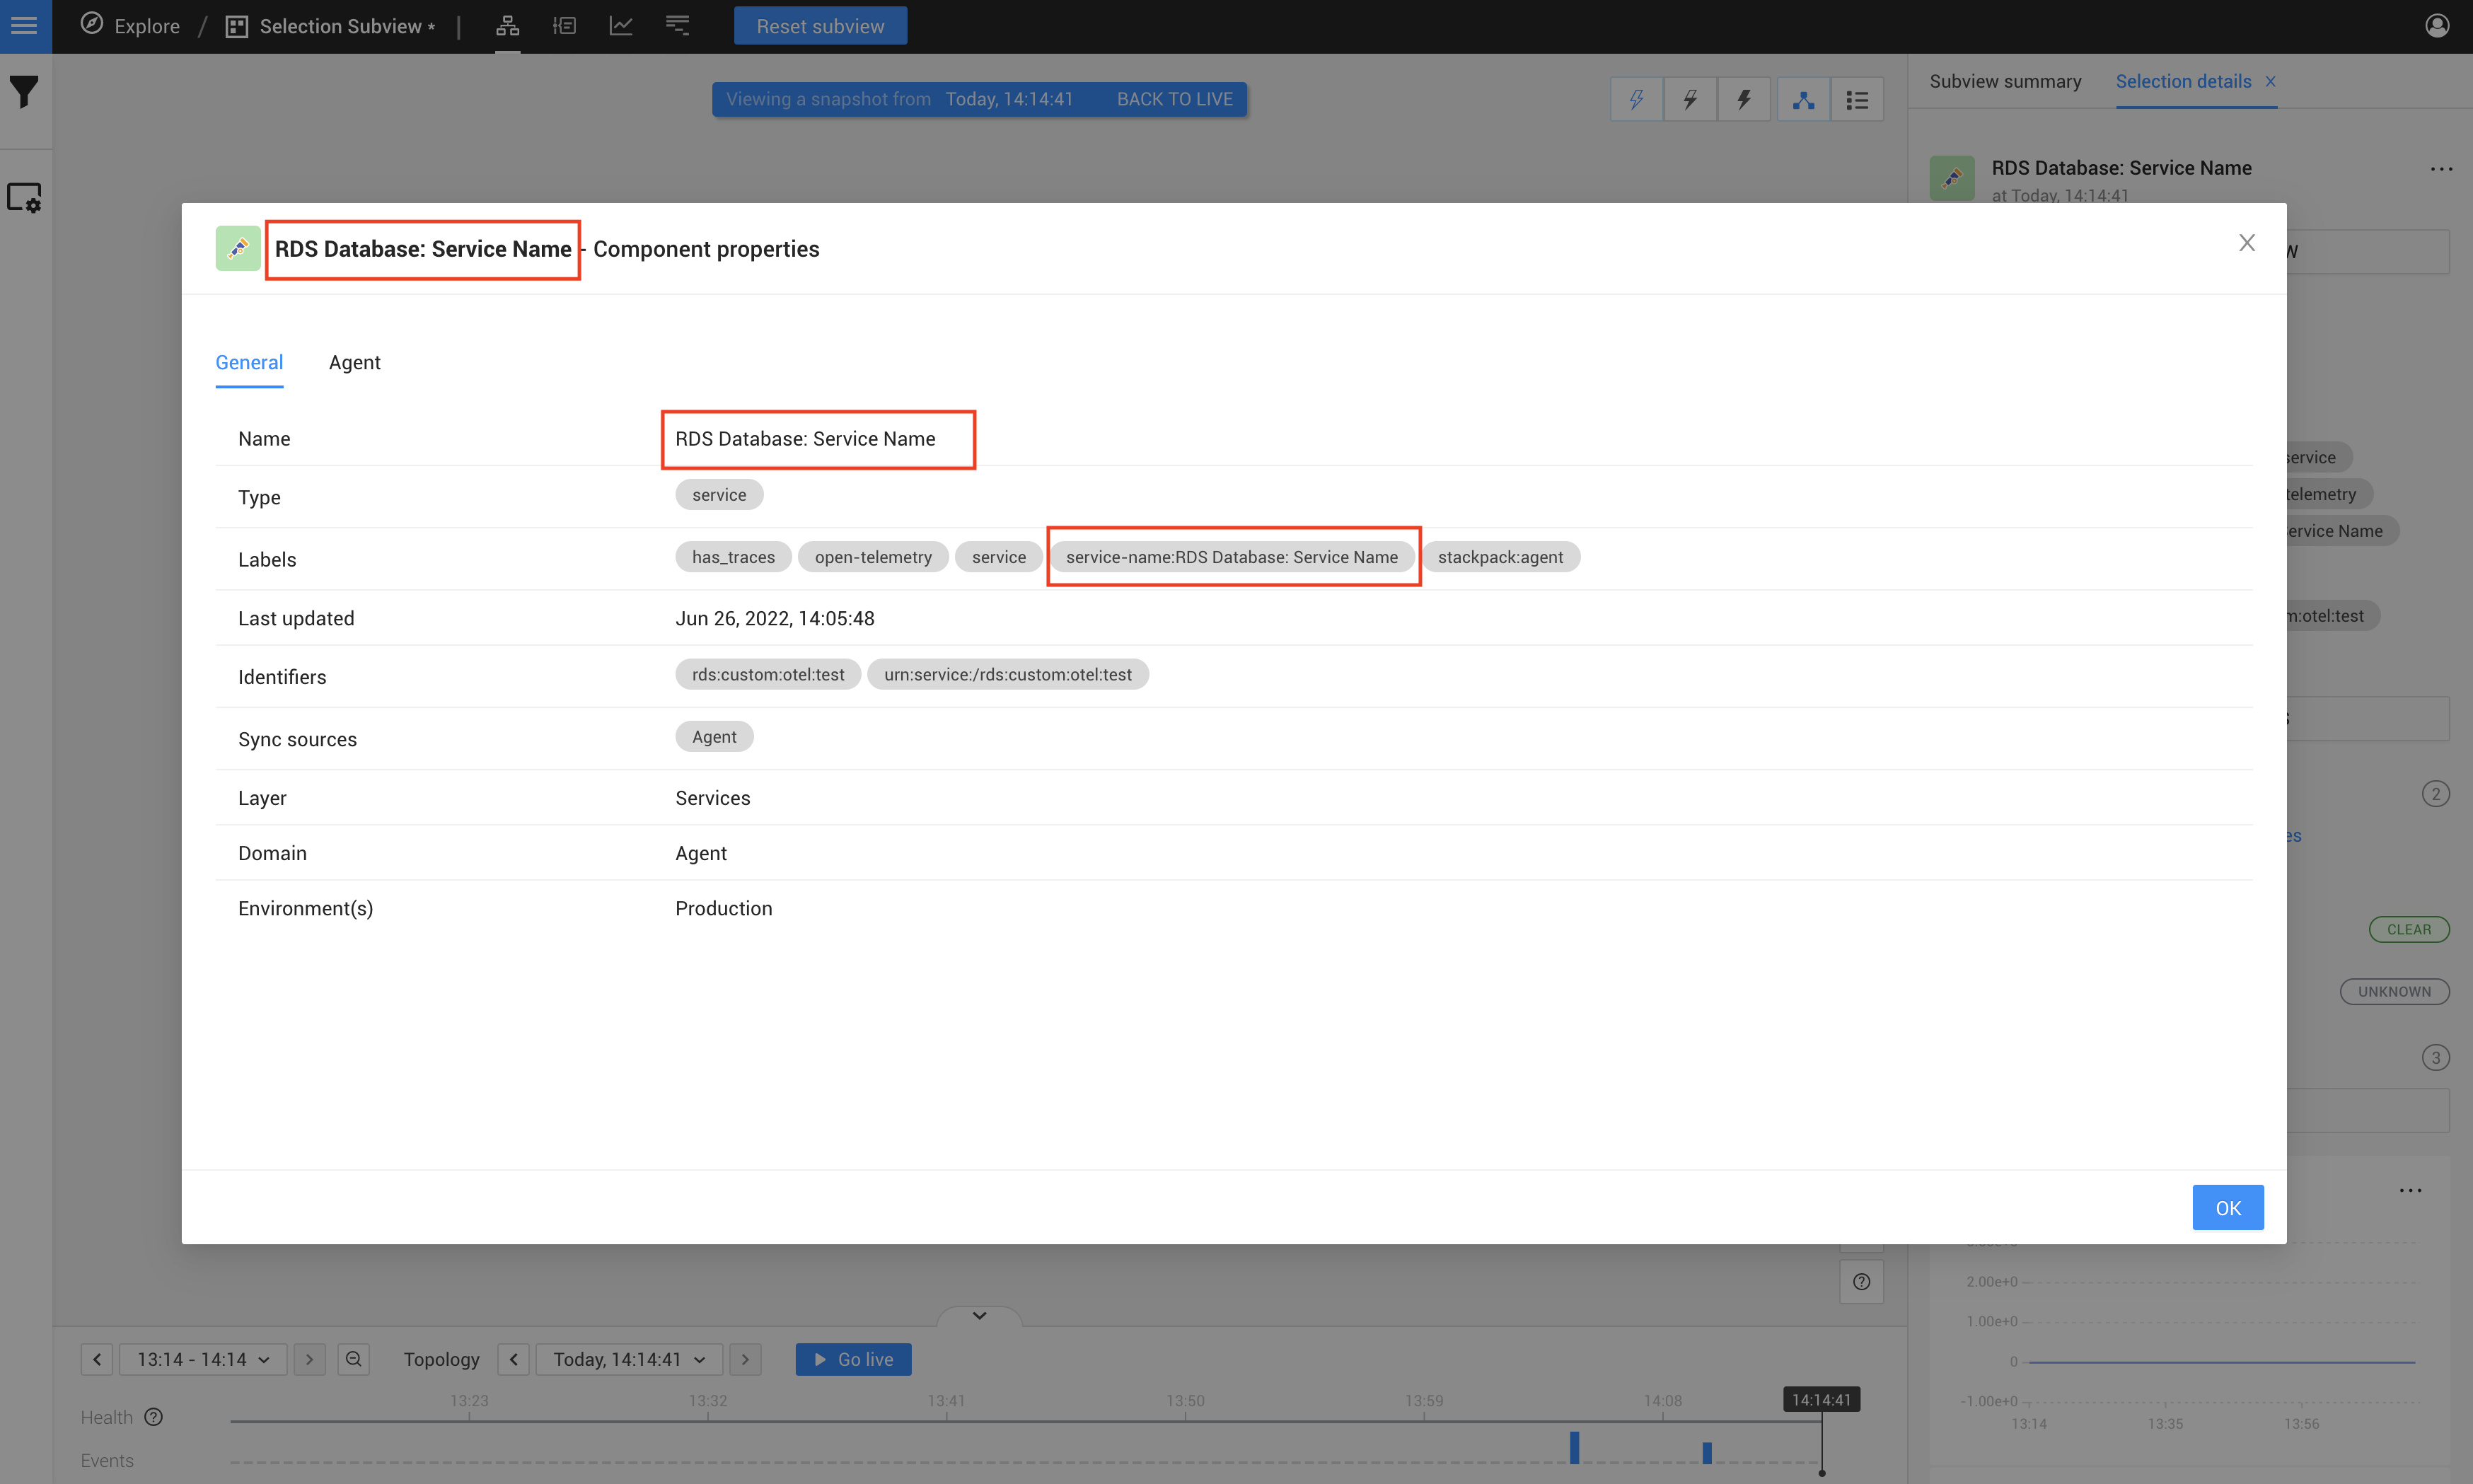 Explore / Selection Subview * | Reset subview
Viewing a snapshot from Today, 14:14:41 BACK TO LIVE
Subview summary Selection details X
RDS Database: Service Name ...
at Today, 14:14:41
RDS Database: Service Name - Component properties
General Agent
Name RDS Database: Service Name
Type service
Labels has_traces open-telemetry service service-name:RDS Database: Service Name stackpack:agent
Last updated Jun 26, 2022, 14:05:48
Identifiers rds:custom:otel:test urn:service:/rds:custom:otel:test
Sync sources Agent
Layer Services
Domain Agent
Environment(s) Production
OK
service
telemetry
ervice Name
m:otel:test
2
es
CLEAR
UNKNOWN
3
...
2.00e+0
1.00e+0
0
-1.00e+0
13:14 13:35 13:56
13:14 - 14:14 Topology Today, 14:14:41 Go live
13:23 13:32 13:41 13:50 13:59 14:08 14:14:41
Health ?
Events